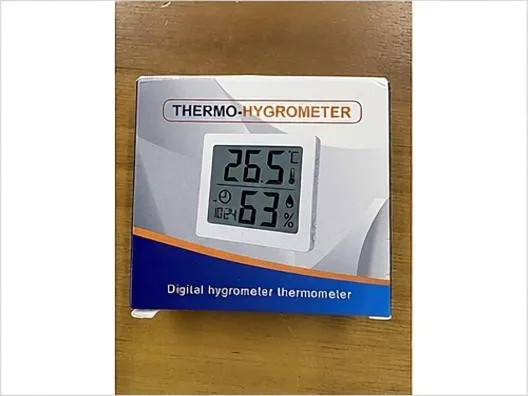 THERMO-HYGROMETER
26.5 °C
10:24 63 %
Digital hygrometer thermometer